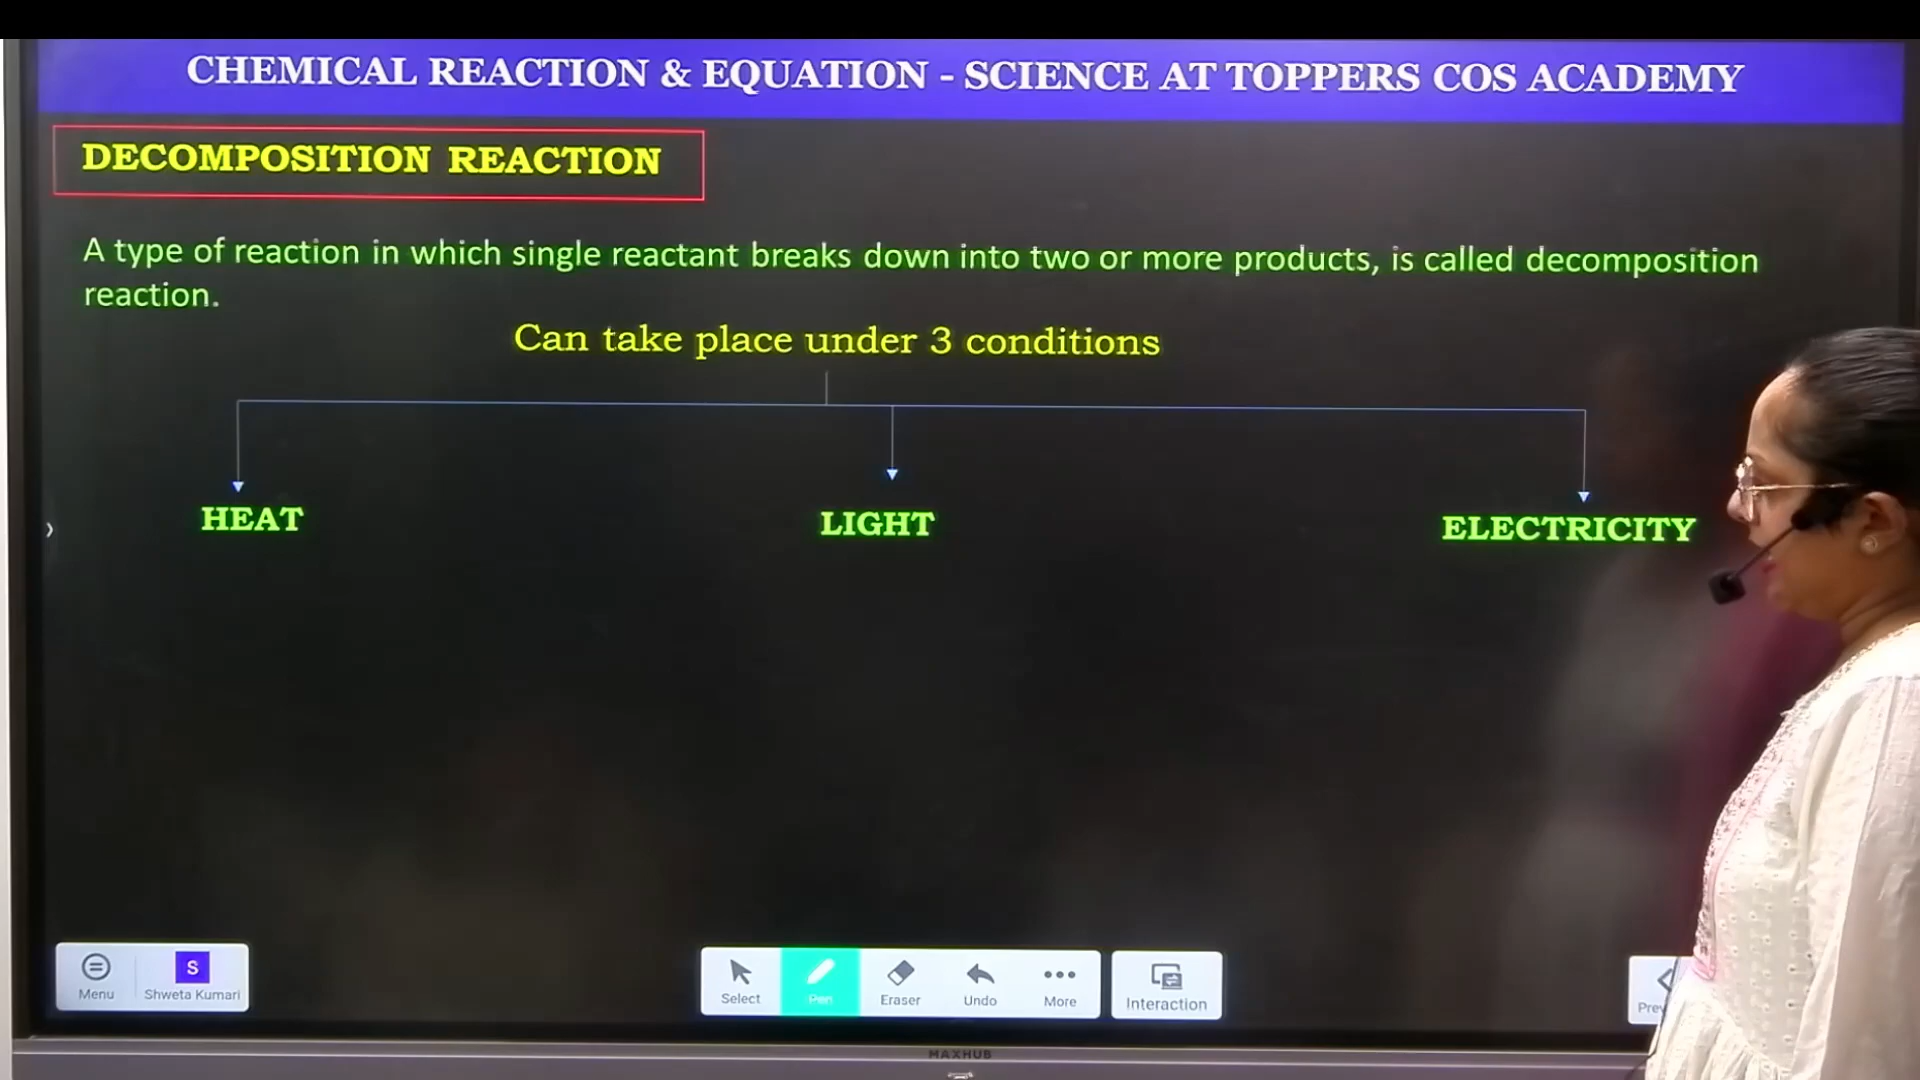 CHEMICAL REACTION & EQUATION - SCIENCE AT TOPPERS COS ACADEMY
DECOMPOSITION REACTION
A type of reaction in which single reactant breaks down into two or more products, is called decomposition
reaction.
Can take place under 3 conditions
HEAT
LIGHT
ELECTRICITY
S
Menu
Shweta Kumari
Select
Pen
Eraser
Undo
More
Interaction
Prev
MAXHUB